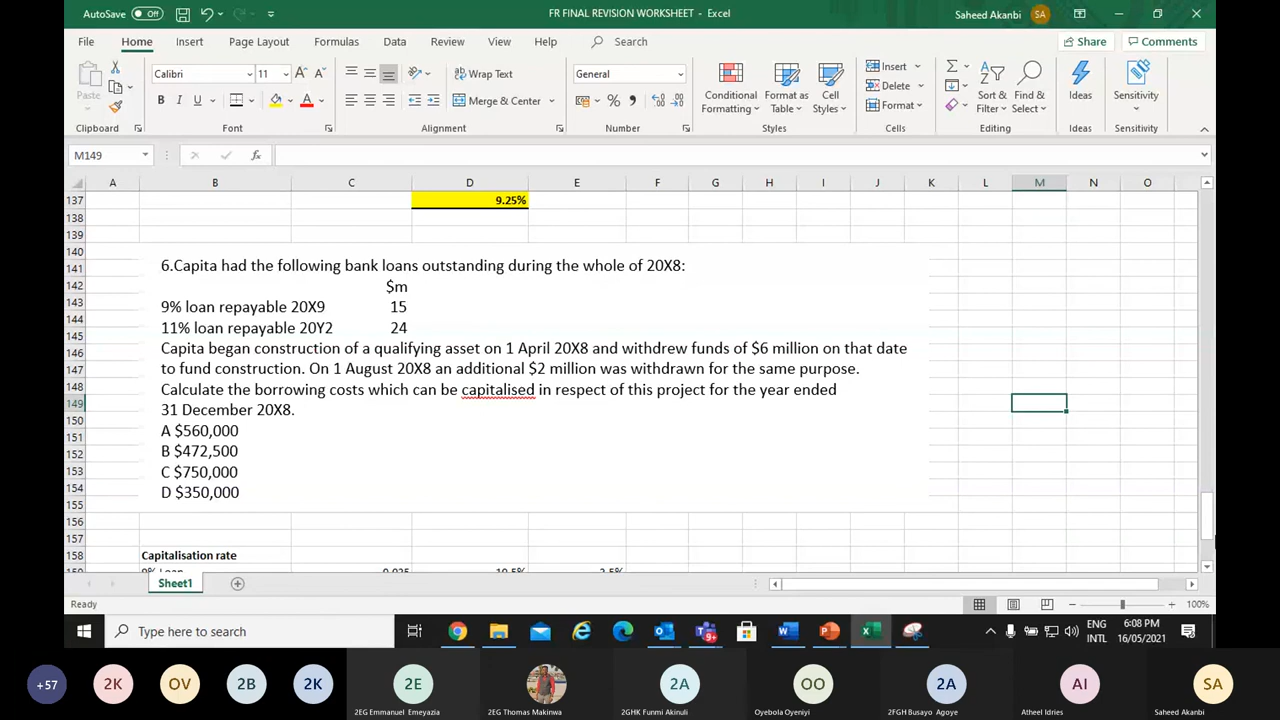 AutoSave Off FR FINAL REVISION WORKSHEET - Excel Saheed Akanbi SA
File Home Insert Page Layout Formulas Data Review View Help Search Share Comments
Paste Calibri 11 A A Wrap Text General Conditional Formatting Format as Table Cell Styles Insert Delete Format Sort & Filter Find & Select Ideas Sensitivity
B I U Merge & Center % 
Clipboard Font Alignment Number Styles Cells Editing Ideas Sensitivity
M149 fx
A B C D E F G H I J K L M N O
137 9.25%
138
139
140
141 6.Capita had the following bank loans outstanding during the whole of 20X8:
142 $m
143 9% loan repayable 20X9 15
144 11% loan repayable 20Y2 24
145
146 Capita began construction of a qualifying asset on 1 April 20X8 and withdrew funds of $6 million on that date
147 to fund construction. On 1 August 20X8 an additional $2 million was withdrawn for the same purpose.
148 Calculate the borrowing costs which can be capitalised in respect of this project for the year ended
149 31 December 20X8.
150 A $560,000
151 B $472,500
152
153 C $750,000
154 D $350,000
155
156
157
158 Capitalisation rate
Sheet1
Ready 100%
Type here to search ENG INTL 6:08 PM 16/05/2021
+57 2K OV 2B 2K 2E 2A OO 2A AI SA
2EG Emmanuel Emeyazia 2EG Thomas Makinwa 2GHK Funmi Akinuli Oyebola Oyeniyi 2FGH Busayo Agoye Atheel Idries Saheed Akanbi